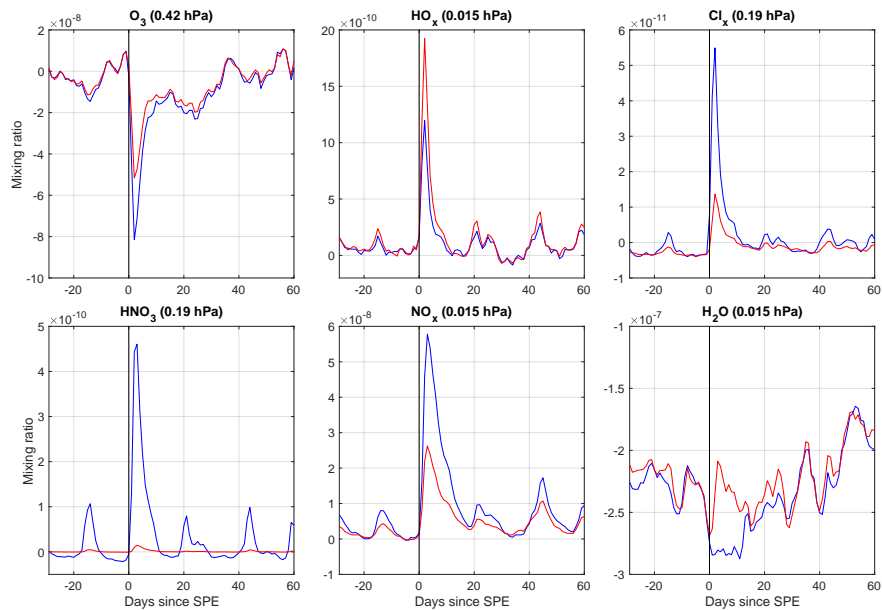 O3 (0.42 hPa)
×10-8
2
0
-2
-4
-6
-8
-10
Mixing ratio
-20 0 20 40 60
HOx (0.015 hPa)
20 ×10-10
15
10
5
0
-20 0 20 40 60
Clx (0.19 hPa)
6 ×10-11
5
4
3
2
1
0
-1
-20 0 20 40 60
HNO3 (0.19 hPa)
5 ×10-10
4
3
2
1
0
Mixing ratio
-20 0 20 40 60
Days since SPE
NOx (0.015 hPa)
6 ×10-8
5
4
3
2
1
0
-1
-20 0 20 40 60
Days since SPE
H2O (0.015 hPa)
-1 ×10-7
-1.5
-2
-2.5
-3
-20 0 20 40 60
Days since SPE